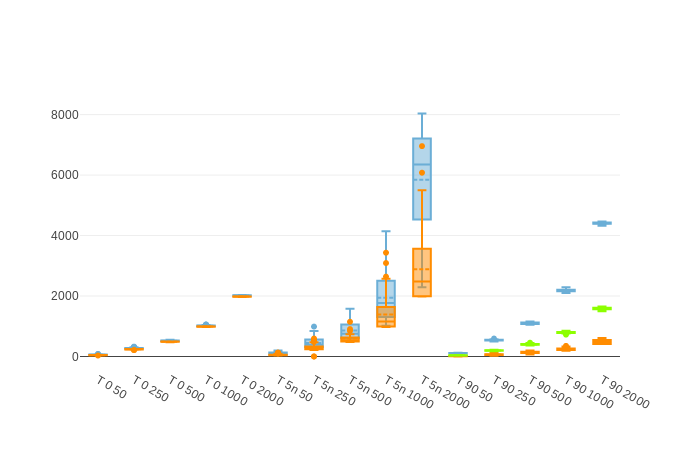 8000
6000
4000
2000
0
T 0 50
T 0 250
T 0 500
T 0 1000
T 0 2000
T 5n 50
T 5n 250
T 5n 500
T 5n 1000
T 5n 2000
T 90 50
T 90 250
T 90 500
T 90 1000
T 90 2000